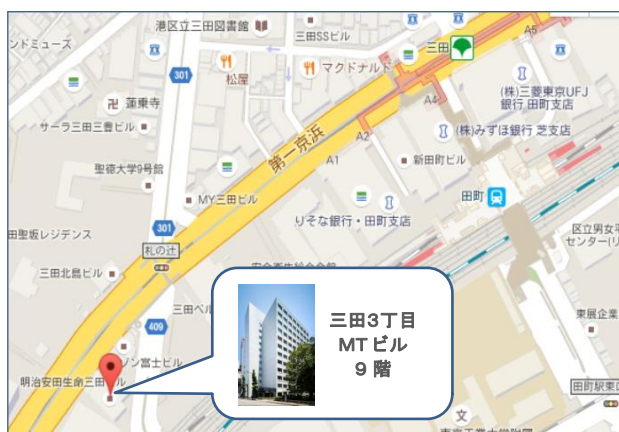 港区立三田図書館
三田SSビル
ンドミューズ
松屋
マクドナルド
三田
A5
301
蓮乗寺
A4
(株)三菱東京UFJ
銀行 田町支店
サーラ三田三豊ビル
第一京浜
A2
(株)みずほ銀行 芝支店
聖徳大学9号館
A1
新田町ビル
MY三田ビル
田町
りそな銀行・田町支店
301
田聖坂レジデンス
札の辻
区立男女平
センター(リ
三田北島ビル
三田ベル
409
東展企業
ゾン富士ビル
明治安田生命三田ビル
田町駅東口
三田3丁目
MTビル
9 階